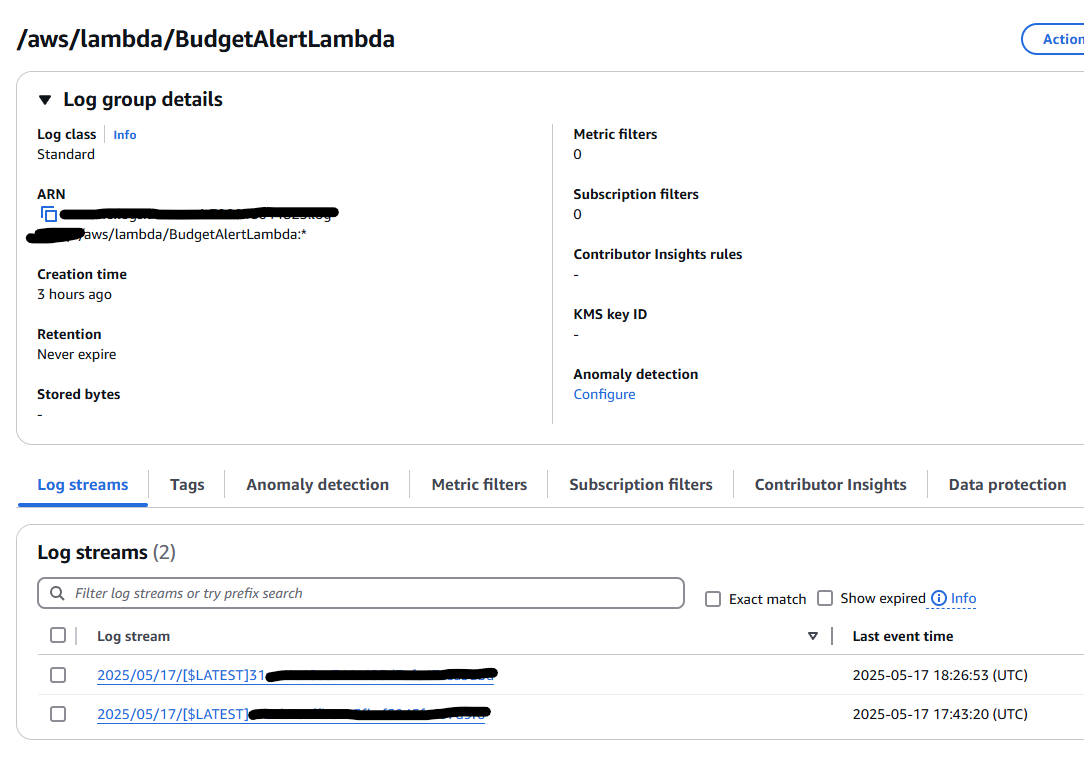 /aws/lambda/BudgetAlertLambda
Action
Log group details
Log class
Info
Standard
ARN
/aws/lambda/BudgetAlertLambda:*
Creation time
3 hours ago
Retention
Never expire
Stored bytes
-
Metric filters
0
Subscription filters
0
Contributor Insights rules
-
KMS key ID
-
Anomaly detection
Configure
Log streams
Tags
Anomaly detection
Metric filters
Subscription filters
Contributor Insights
Data protection
Log streams (2)
Filter log streams or try prefix search
Exact match
Show expired
Info
Log stream
Last event time
2025/05/17/[$LATEST]31
2025-05-17 18:26:53 (UTC)
2025/05/17/[$LATEST]
2025-05-17 17:43:20 (UTC)